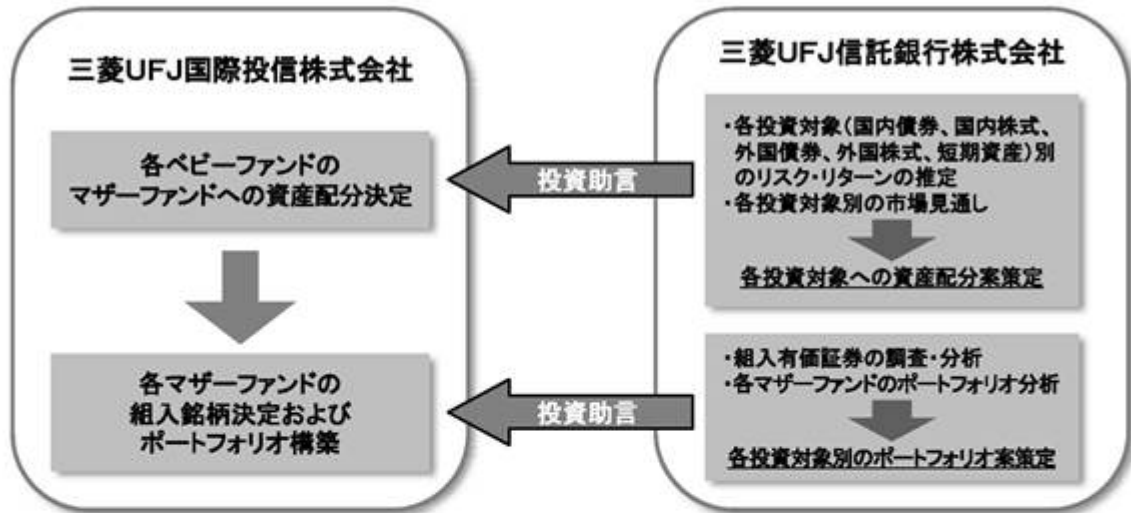 三菱UFJ国際投信株式会社
各ベビーファンドの
マザーファンドへの資産配分決定
各マザーファンドの
組入銘柄決定および
ポートフォリオ構築
投資助言
投資助言
三菱UFJ信託銀行株式会社
・各投資対象(国内債券、国内株式、
外国債券、外国株式、短期資産)別
のリスク・リターンの推定
・各投資対象別の市場見通し
各投資対象への資産配分案策定
・組入有価証券の調査・分析
・各マザーファンドのポートフォリオ分析
各投資対象別のポートフォリオ案策定